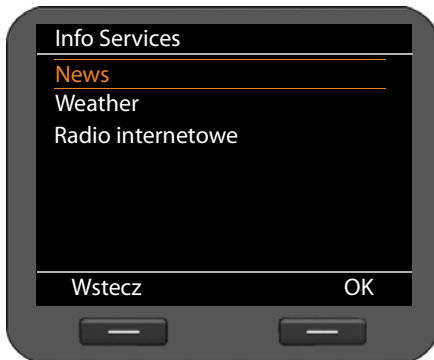 Info Services
News
Weather
Radio internetowe
Wstecz OK